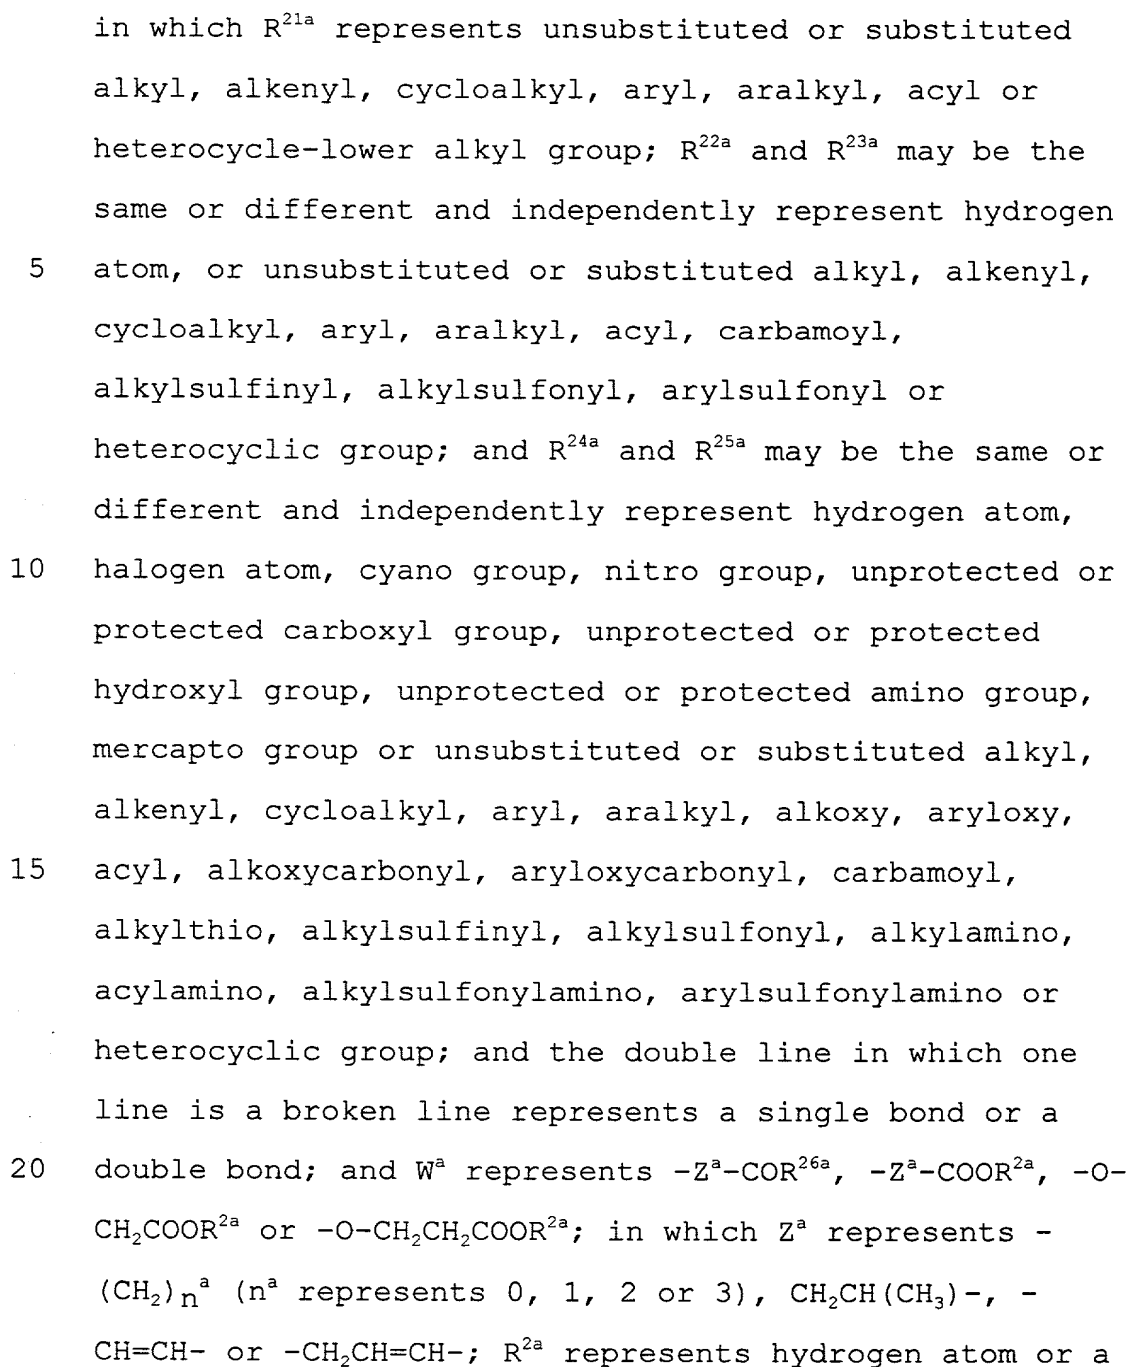 in which R²¹ᵃ represents unsubstituted or substituted
alkyl, alkenyl, cycloalkyl, aryl, aralkyl, acyl or
heterocycle-lower alkyl group; R²²ᵃ and R²³ᵃ may be the
same or different and independently represent hydrogen
5 atom, or unsubstituted or substituted alkyl, alkenyl,
cycloalkyl, aryl, aralkyl, acyl, carbamoyl,
alkylsulfinyl, alkylsulfonyl, arylsulfonyl or
heterocyclic group; and R²⁴ᵃ and R²⁵ᵃ may be the same or
different and independently represent hydrogen atom,
10 halogen atom, cyano group, nitro group, unprotected or
protected carboxyl group, unprotected or protected
hydroxyl group, unprotected or protected amino group,
mercapto group or unsubstituted or substituted alkyl,
alkenyl, cycloalkyl, aryl, aralkyl, alkoxy, aryloxy,
15 acyl, alkoxycarbonyl, aryloxycarbonyl, carbamoyl,
alkylthio, alkylsulfinyl, alkylsulfonyl, alkylamino,
acylamino, alkylsulfonylamino, arylsulfonylamino or
heterocyclic group; and the double line in which one
line is a broken line represents a single bond or a
20 double bond; and Wᵃ represents -Zᵃ-COR²⁶ᵃ, -Zᵃ-COOR²ᵃ, -O-
CH₂COOR²ᵃ or -O-CH₂CH₂COOR²ᵃ; in which Zᵃ represents -
(CH₂)ₙᵃ (nᵃ represents 0, 1, 2 or 3), CH₂CH(CH₃)-, -
CH=CH- or -CH₂CH=CH-; R²ᵃ represents hydrogen atom or a